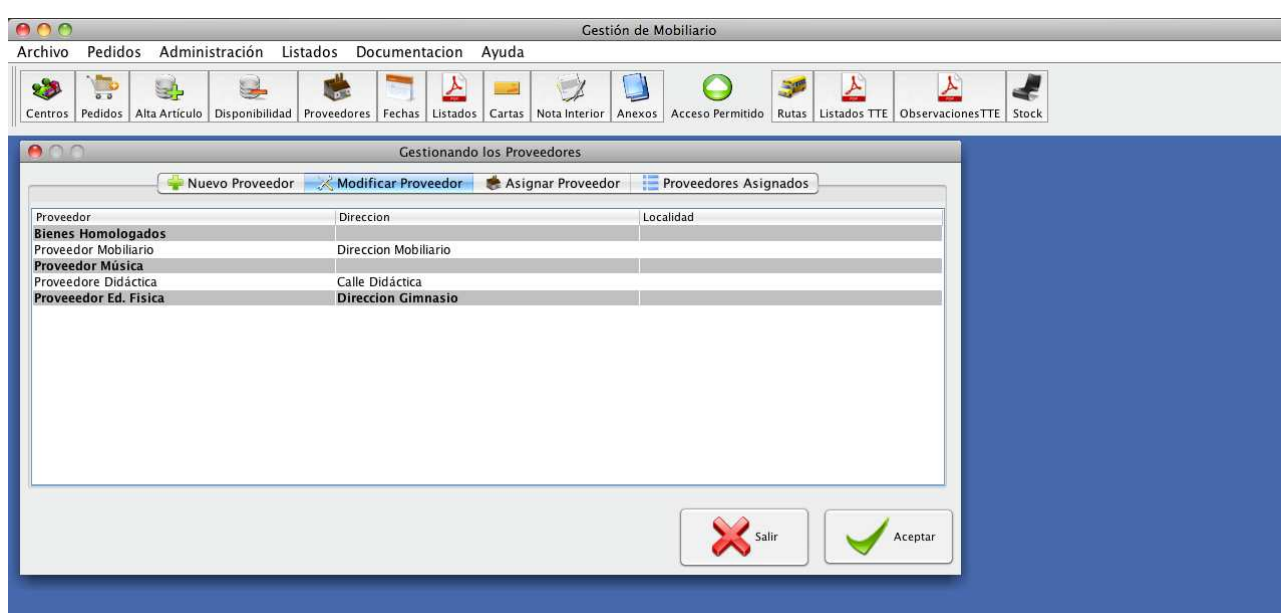 Gestión de Mobiliario
Archivo Pedidos Administración Listados Documentacion Ayuda
Centros Pedidos Alta Artículo Disponibilidad Proveedores Fechas Listados Cartas Nota Interior Anexos Acceso Permitido Rutas Listados TTE ObservacionesTTE Stock
Gestionando los Proveedores
Nuevo Proveedor Modificar Proveedor Asignar Proveedor Proveedores Asignados
Proveedor Direccion Localidad
Bienes Homologados
Proveedor Mobiliario Direccion Mobiliario
Proveedor Música
Proveedore Didáctica Calle Didáctica
Proveeedor Ed. Fisica Direccion Gimnasio
Salir Aceptar